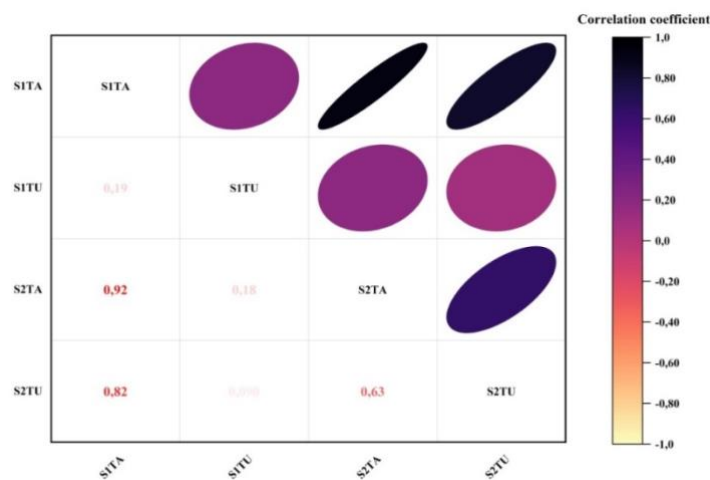 Correlation coefficient
S1TA S1TA 1,0
0,80
0,60
S1TU 0,19 S1TU 0,40
0,20
0,0
S2TA 0,92 0,18 S2TA -0,20
-0,40
-0,60
S2TU 0,82 0,63 S2TU -0,80
-1,0
S1TA S1TU S2TA S2TU